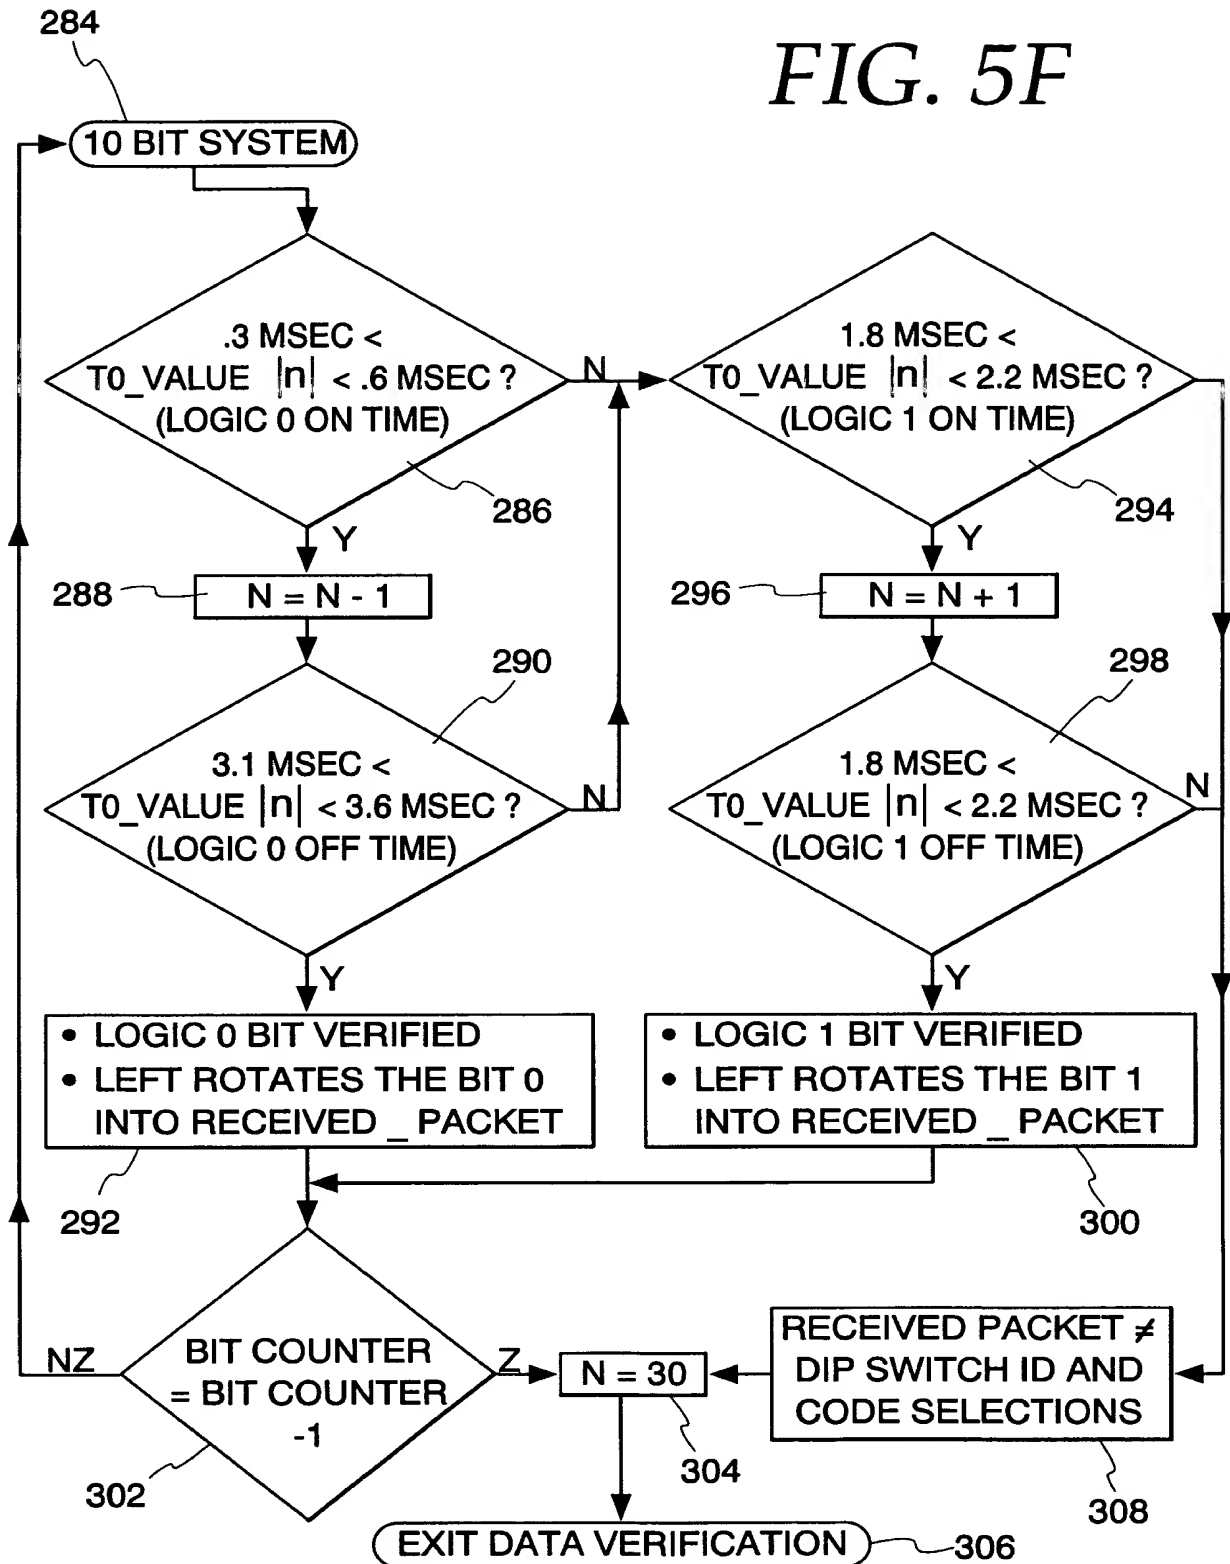 284
FIG. 5F
10 BIT SYSTEM
.3 MSEC <
T0_VALUE |n| < .6 MSEC ?
(LOGIC 0 ON TIME)
N
286
Y
1.8 MSEC <
T0_VALUE |n| < 2.2 MSEC ?
(LOGIC 1 ON TIME)
294
Y
288
N = N - 1
296
N = N + 1
290
3.1 MSEC <
T0_VALUE |n| < 3.6 MSEC ?
(LOGIC 0 OFF TIME)
N
Y
298
1.8 MSEC <
T0_VALUE |n| < 2.2 MSEC ?
(LOGIC 1 OFF TIME)
N
Y
• LOGIC 0 BIT VERIFIED
• LEFT ROTATES THE BIT 0
INTO RECEIVED _ PACKET
292
• LOGIC 1 BIT VERIFIED
• LEFT ROTATES THE BIT 1
INTO RECEIVED _ PACKET
300
NZ
BIT COUNTER
= BIT COUNTER
-1
Z
302
N = 30
304
RECEIVED PACKET ≠
DIP SWITCH ID AND
CODE SELECTIONS
308
EXIT DATA VERIFICATION
306